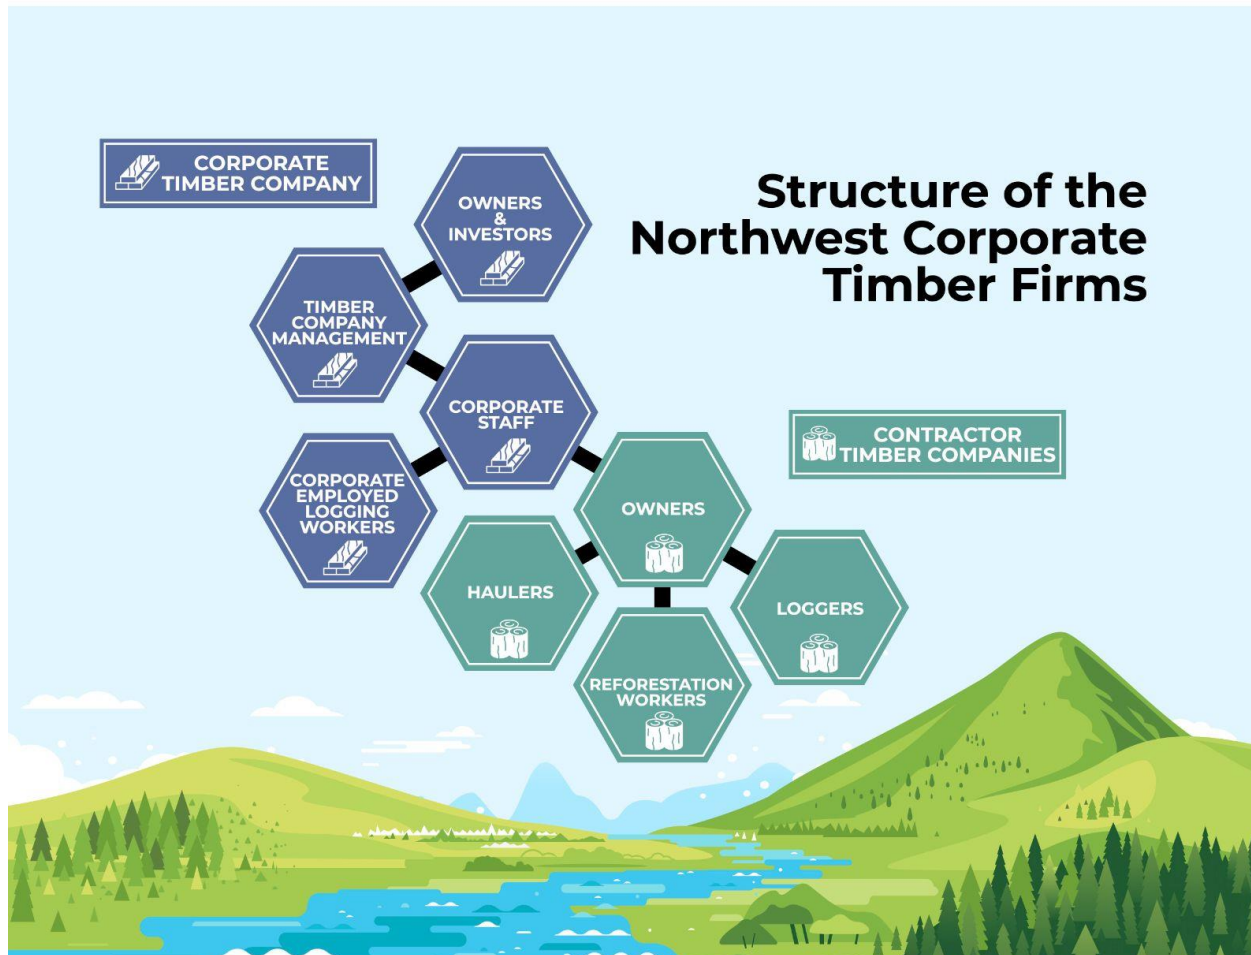 CORPORATE
TIMBER COMPANY
OWNERS
&
INVESTORS
Structure of the
Northwest Corporate
Timber Firms
TIMBER
COMPANY
MANAGEMENT
CORPORATE
STAFF
CONTRACTOR
TIMBER COMPANIES
CORPORATE
EMPLOYED
LOGGING
WORKERS
OWNERS
HAULERS
LOGGERS
REFORESTATION
WORKERS